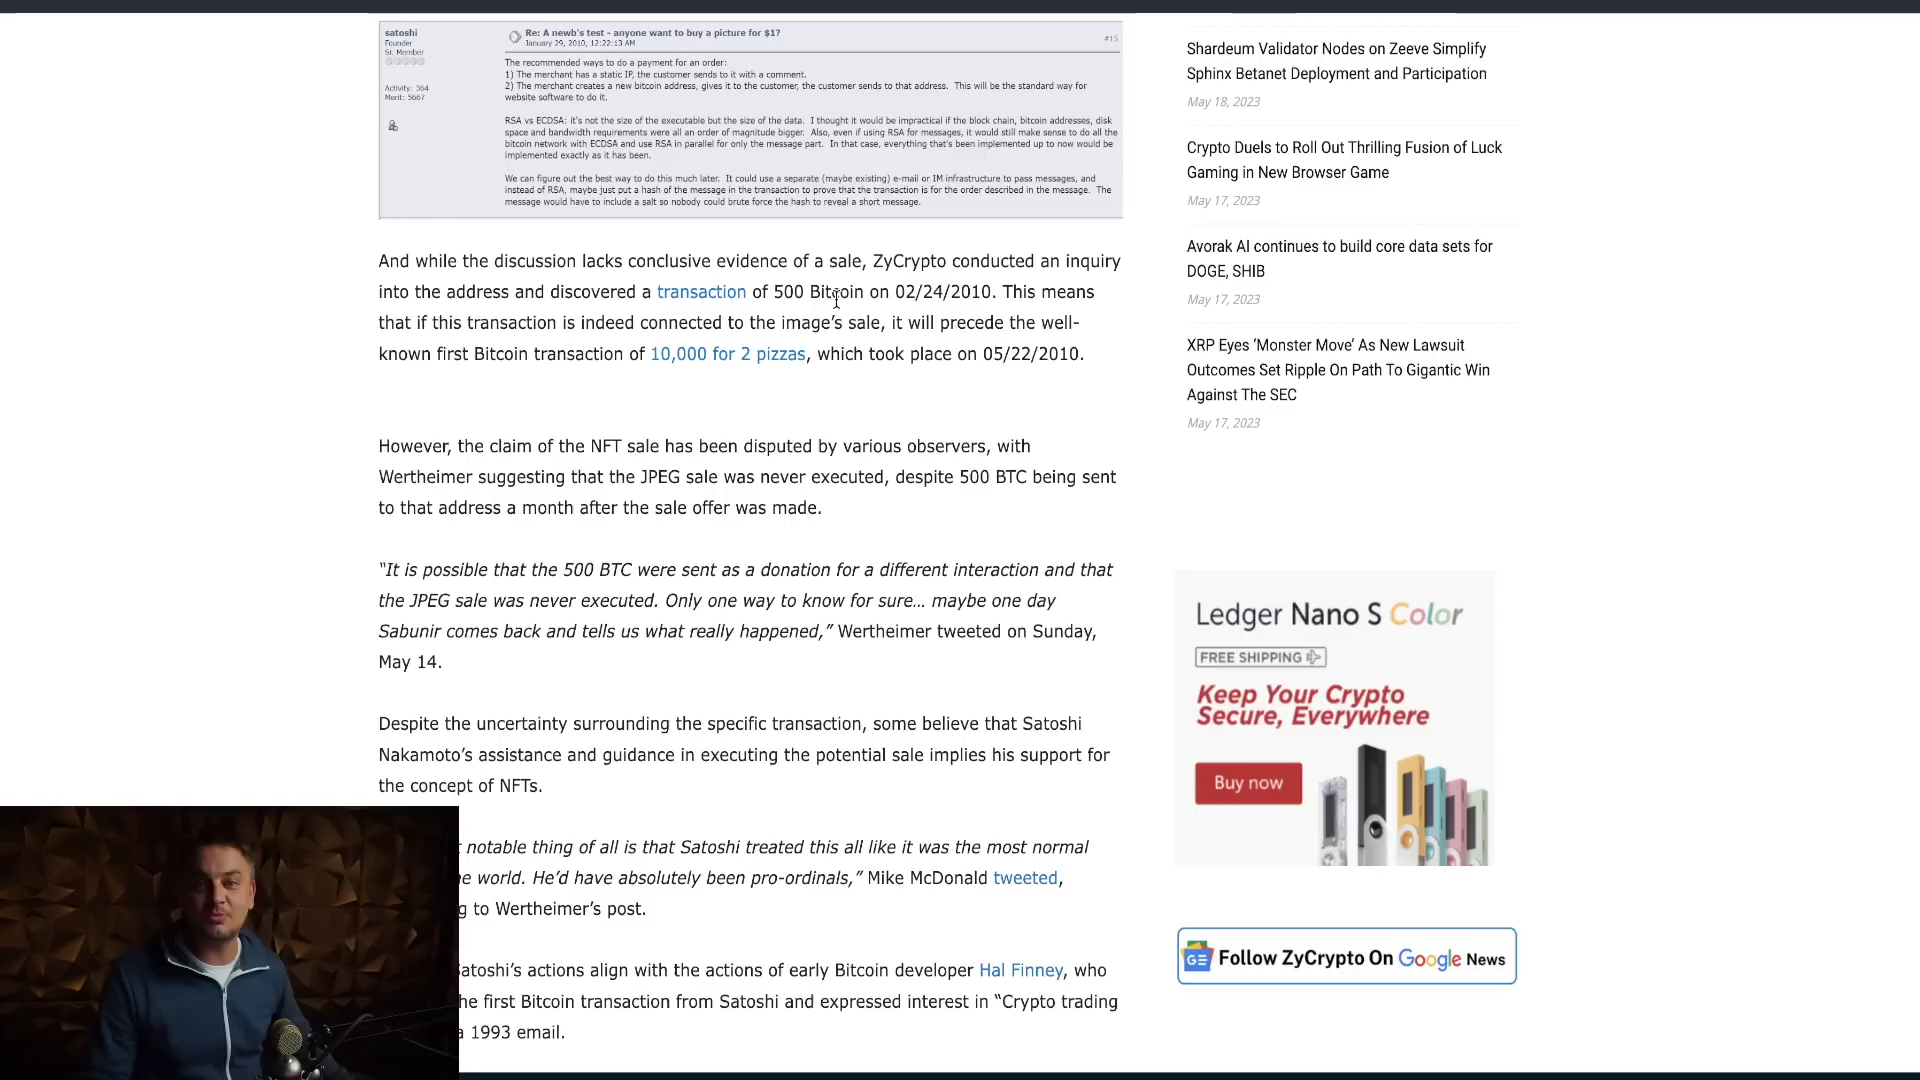 satoshi
Founder
Sr. Member
Activity: 364
Merit: 5667
Re: A newb's test - anyone want to buy a picture for $1?
January 29, 2010, 12:22:13 AM
#15
The recommended ways to do a payment for an order:
1) The merchant has a static IP, the customer sends to it with a comment.
2) The merchant creates a new bitcoin address, gives it to the customer, the customer sends to that address.  This will be the standard way for
website software to do it.
RSA vs ECDSA: it's not the size of the executable but the size of the data.  I thought it would be impractical if the block chain, bitcoin addresses, disk
space and bandwidth requirements were all an order of magnitude bigger.  Also, even if using RSA for messages, it would still make sense to do all the
bitcoin network with ECDSA and use RSA in parallel for only the message part.  In that case, everything that's been implemented up to now would be
implemented exactly as it has been.
We can figure out the best way to do this much later.  It could use a separate (maybe existing) e-mail or IM infrastructure to pass messages, and
instead of RSA, maybe just put a hash of the message in the transaction to prove that the transaction is for the order described in the message.  The
message would have to include a salt so nobody could brute force the hash to reveal a short message.
And while the discussion lacks conclusive evidence of a sale, ZyCrypto conducted an inquiry
into the address and discovered a transaction of 500 Bitcoin on 02/24/2010. This means
that if this transaction is indeed connected to the image’s sale, it will precede the well-
known first Bitcoin transaction of 10,000 for 2 pizzas, which took place on 05/22/2010.
However, the claim of the NFT sale has been disputed by various observers, with
Wertheimer suggesting that the JPEG sale was never executed, despite 500 BTC being sent
to that address a month after the sale offer was made.
“It is possible that the 500 BTC were sent as a donation for a different interaction and that
the JPEG sale was never executed. Only one way to know for sure… maybe one day
Sabunir comes back and tells us what really happened,” Wertheimer tweeted on Sunday,
May 14.
Despite the uncertainty surrounding the specific transaction, some believe that Satoshi
Nakamoto’s assistance and guidance in executing the potential sale implies his support for
the concept of NFTs.
notable thing of all is that Satoshi treated this all like it was the most normal
world. He’d have absolutely been pro-ordinals,” Mike McDonald tweeted,
to Wertheimer’s post.
Satoshi’s actions align with the actions of early Bitcoin developer Hal Finney, who
first Bitcoin transaction from Satoshi and expressed interest in “Crypto trading
a 1993 email.
Shardeum Validator Nodes on Zeeve Simplify
Sphinx Betanet Deployment and Participation
May 18, 2023
Crypto Duels to Roll Out Thrilling Fusion of Luck
Gaming in New Browser Game
May 17, 2023
Avorak AI continues to build core data sets for
DOGE, SHIB
May 17, 2023
XRP Eyes ‘Monster Move’ As New Lawsuit
Outcomes Set Ripple On Path To Gigantic Win
Against The SEC
May 17, 2023
Ledger Nano S Color
FREE SHIPPING
Keep Your Crypto
Secure, Everywhere
Buy now
GE Follow ZyCrypto On Google News